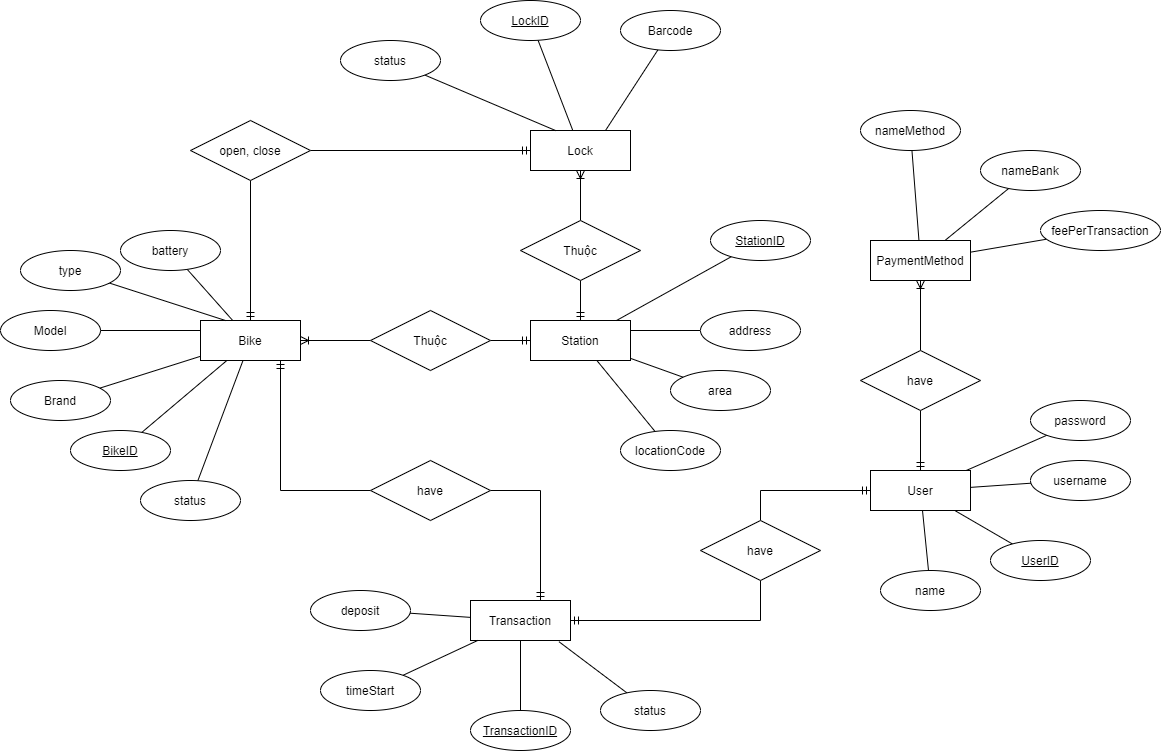 LockID
Barcode
status
nameMethod
open, close
Lock
nameBank
feePerTransaction
StationID
battery
Thuộc
type
PaymentMethod
Model
Bike
Thuộc
Station
address
have
area
Brand
password
BikeID
locationCode
username
status
have
User
have
UserID
name
deposit
Transaction
timeStart
status
TransactionID